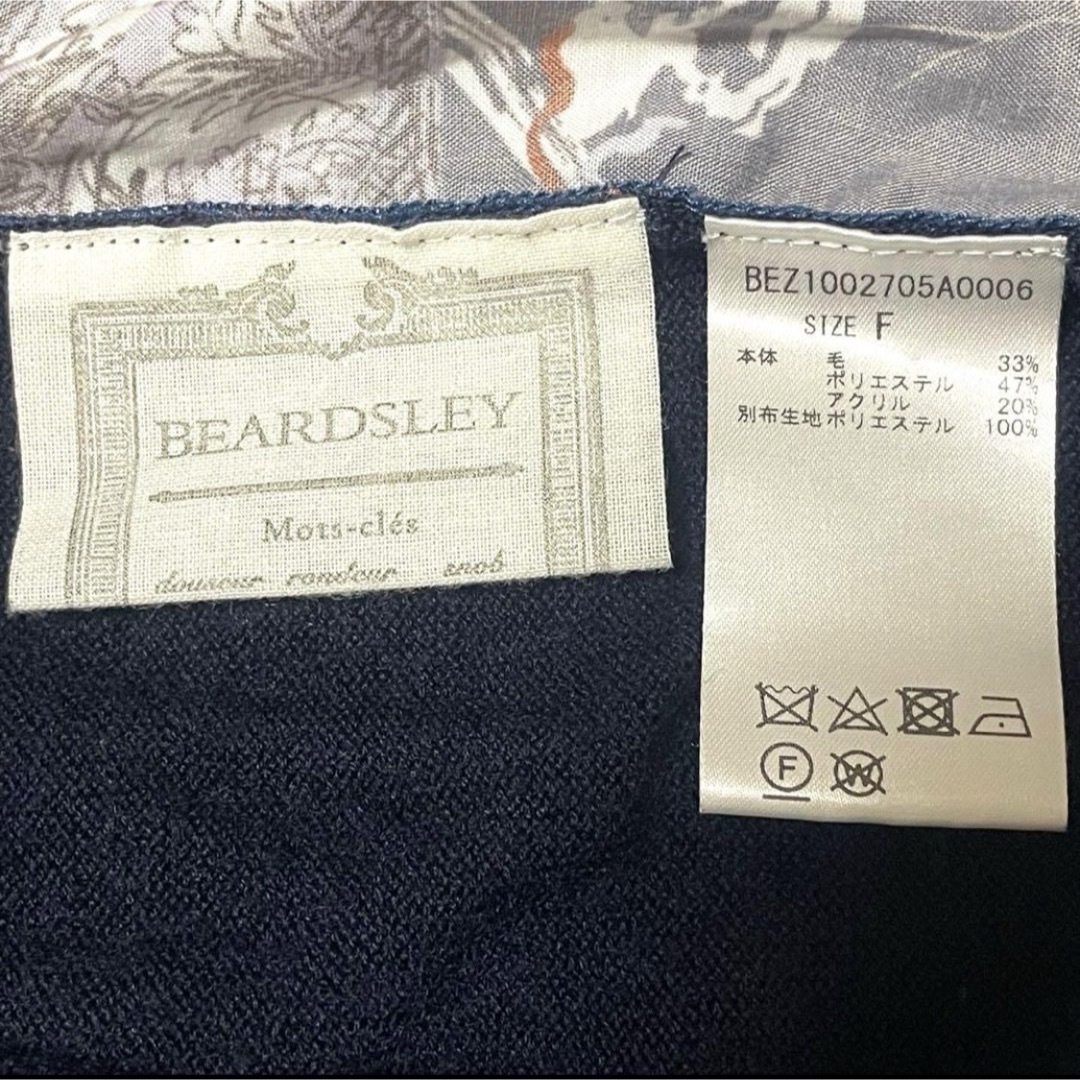 BEARDSLEY
Mots-clés
douceur rondeur snob
BEZ1002705A0006
SIZE F
本体 毛 33%
ポリエステル 47%
アクリル 20%
別布生地 ポリエステル 100%
F
W